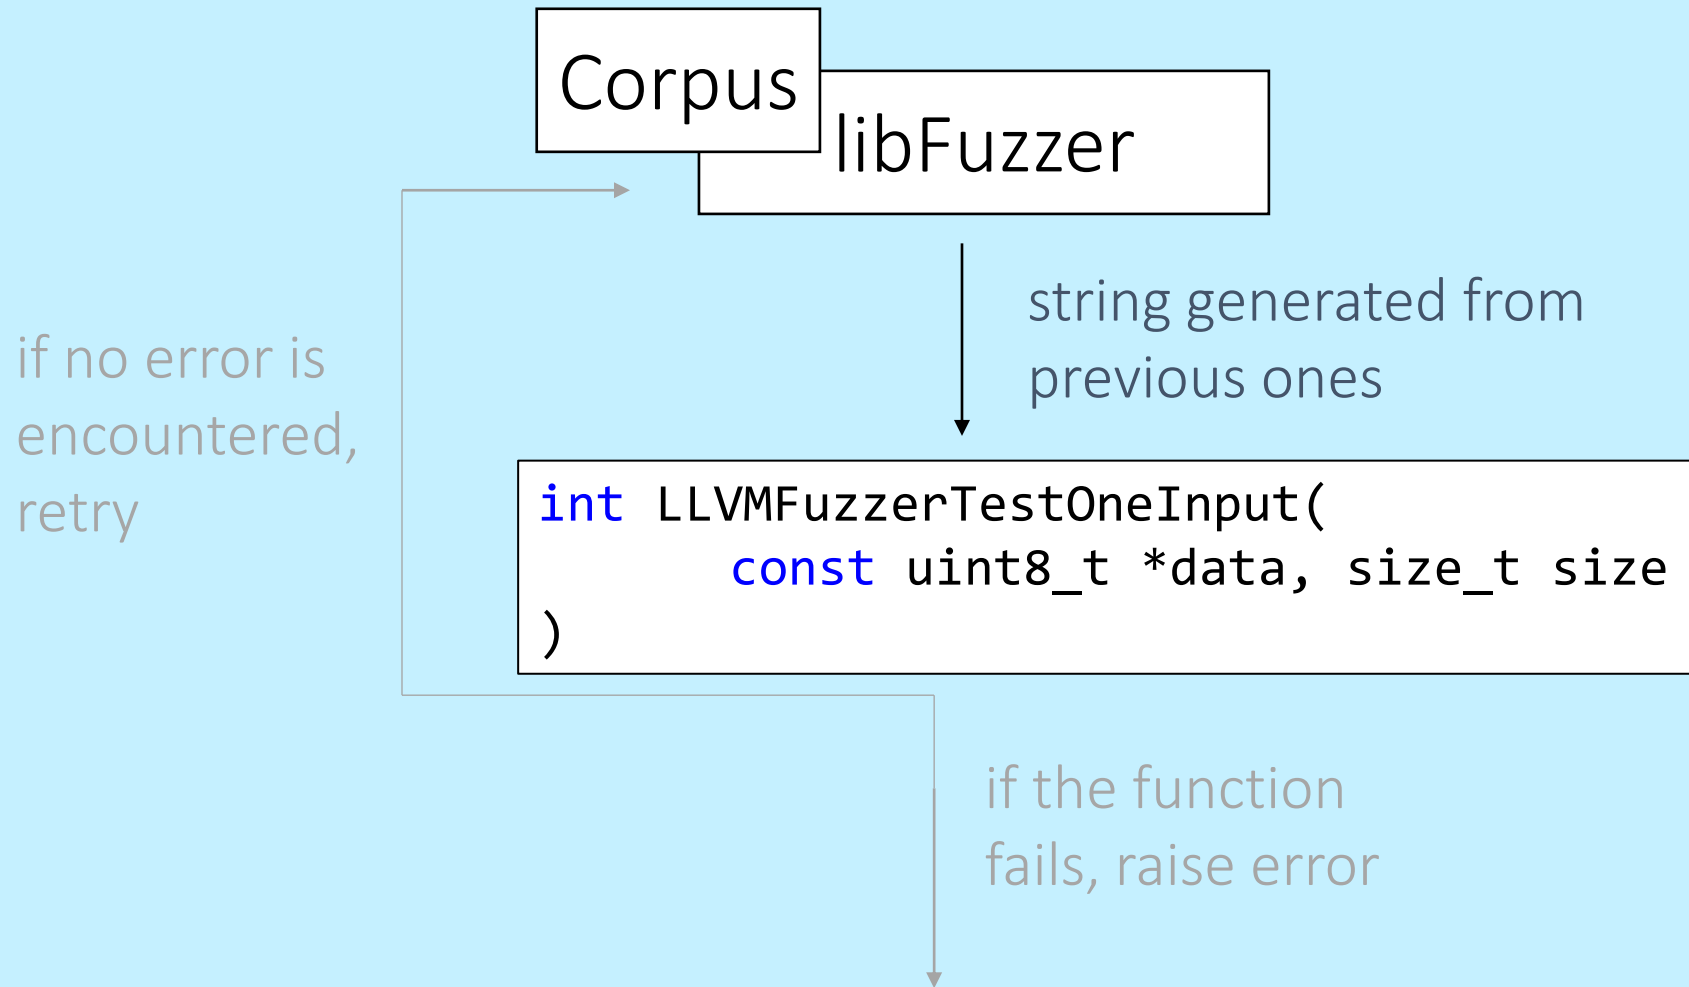 Corpus
libFuzzer
string generated from
previous ones
if no error is
encountered,
retry
int LLVMFuzzerTestOneInput(
const uint8_t *data, size_t size
)
if the function
fails, raise error